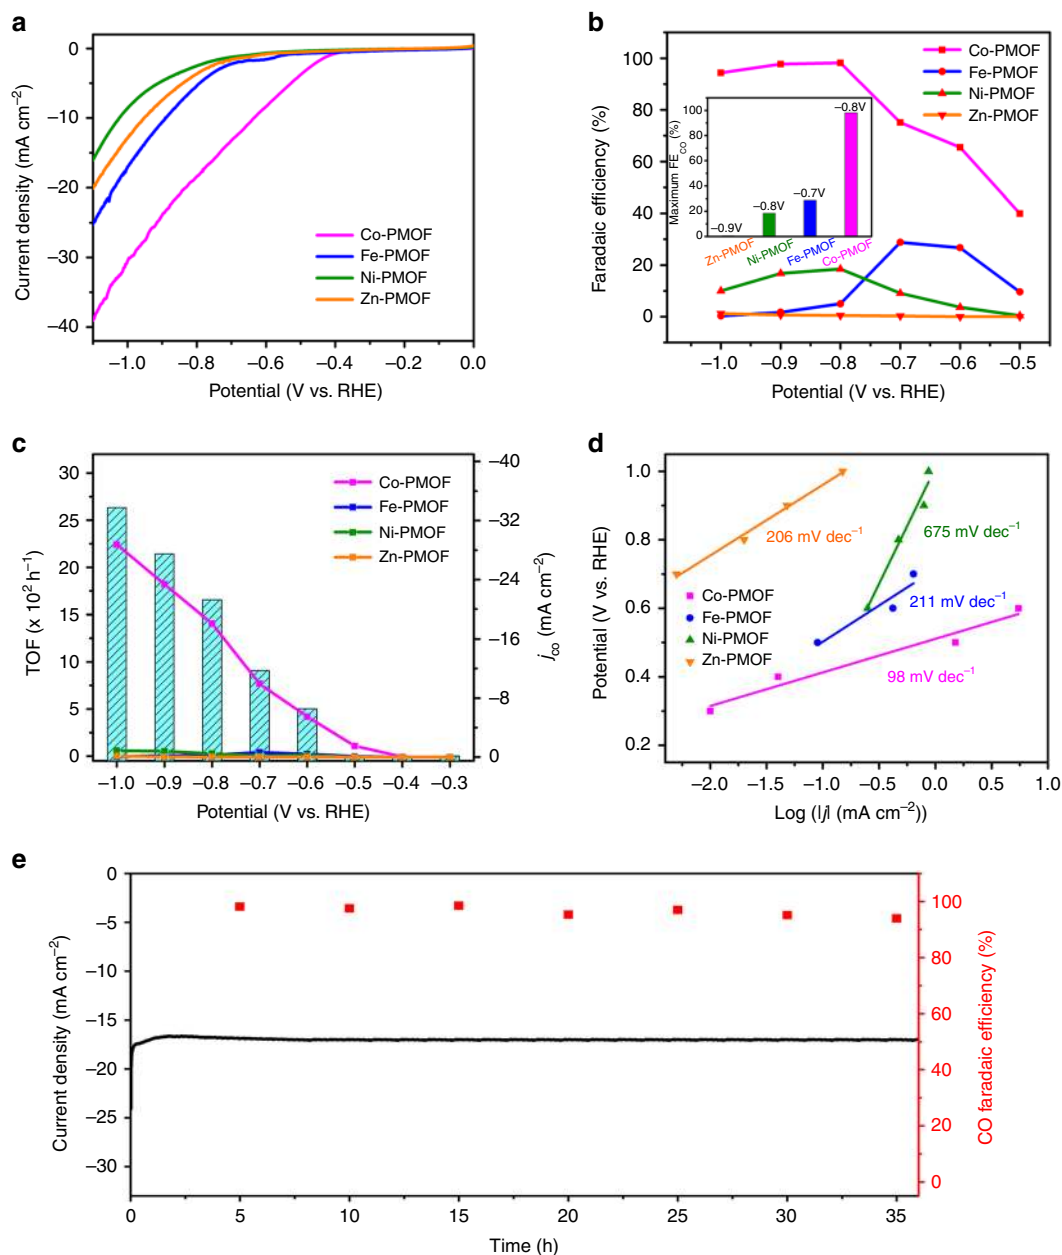 a
0
–10
–20
–30
–40
Current density (mA cm–2)
Co-PMOF
Fe-PMOF
Ni-PMOF
Zn-PMOF
–1.0
–0.8
–0.6
–0.4
–0.2
0.0
Potential (V vs. RHE)
b
100
80
60
40
20
0
Faradaic efficiency (%)
Co-PMOF
Fe-PMOF
Ni-PMOF
Zn-PMOF
100
80
60
40
20
0
Maximum FECO (%)
–0.9V
–0.8V
–0.7V
–0.8V
Zn-PMOF
Ni-PMOF
Fe-PMOF
Co-PMOF
–1.0
–0.9
–0.8
–0.7
–0.6
–0.5
Potential (V vs. RHE)
c
30
25
20
15
10
5
0
TOF (x 10² h–1)
Co-PMOF
Fe-PMOF
Ni-PMOF
Zn-PMOF
–40
–32
–24
–16
–8
0
jco (mA cm–2)
–1.0
–0.9
–0.8
–0.7
–0.6
–0.5
–0.4
–0.3
Potential (V vs. RHE)
d
1.0
0.8
0.6
0.4
0.2
Potential (V vs. RHE)
206 mV dec–1
675 mV dec–1
211 mV dec–1
98 mV dec–1
Co-PMOF
Fe-PMOF
Ni-PMOF
Zn-PMOF
–2.0
–1.5
–1.0
–0.5
0.0
0.5
1.0
Log (|j| (mA cm–2))
e
0
–5
–10
–15
–20
–25
–30
Current density (mA cm–2)
100
80
60
40
20
0
CO faradaic efficiency (%)
0
5
10
15
20
25
30
35
Time (h)